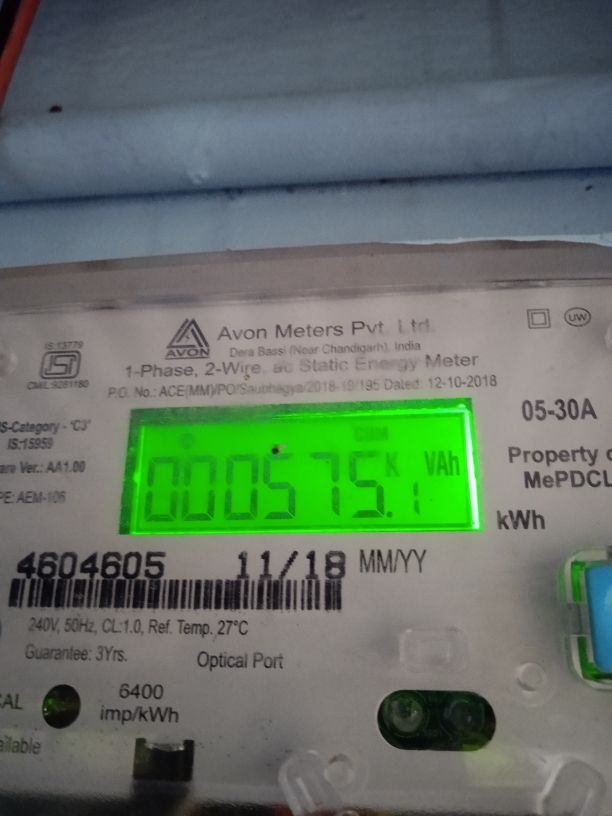 AVON
Avon Meters Pvt. Ltd.
Dera Bassi (Near Chandigarh), India
IS:13779
CM/L:9281180
UW
1-Phase, 2-Wire, ac Static Energy Meter
P.O. No.: ACE(MM)/PO/Saubhagya/2018-19/195 Dated: 12-10-2018
S-Category - 'C3'
IS:15959
are Ver.: AA1.00
PE: AEM-106
CUM
000575.1 K VAh
05-30A
Property o
MePDCL
kWh
4604605 11/18 MM/YY
240V, 50Hz, CL:1.0, Ref. Temp. 27°C
Guarantee: 3Yrs. Optical Port
CAL 6400
imp/kWh
ailable